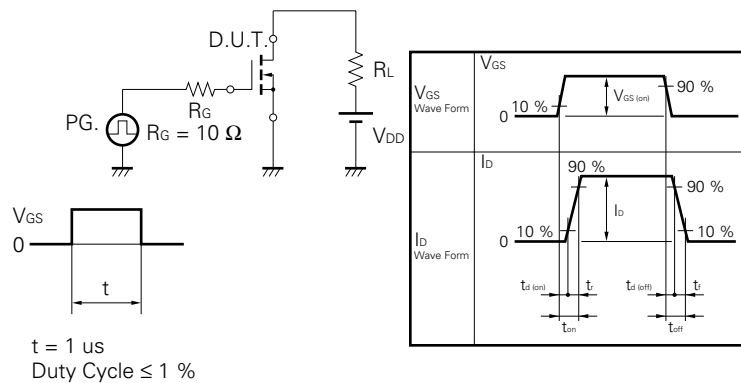 D.U.T.
RL
RG
PG.
RG = 10 Ω
VDD
VGS
0
t
t = 1 us
Duty Cycle ≤ 1 %
VGS
Wave Form
VGS
VGS (on)
90 %
10 %
0
ID
Wave Form
ID
90 %
90 %
ID
10 %
10 %
0
td (on)
tr
td (off)
tf
ton
toff